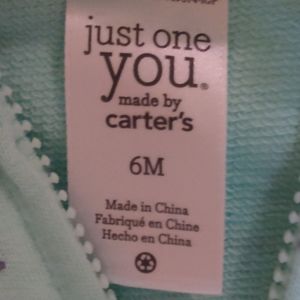 just one
you®
made by
carter's
6M
Made in China
Fabriqué en Chine
Hecho en China